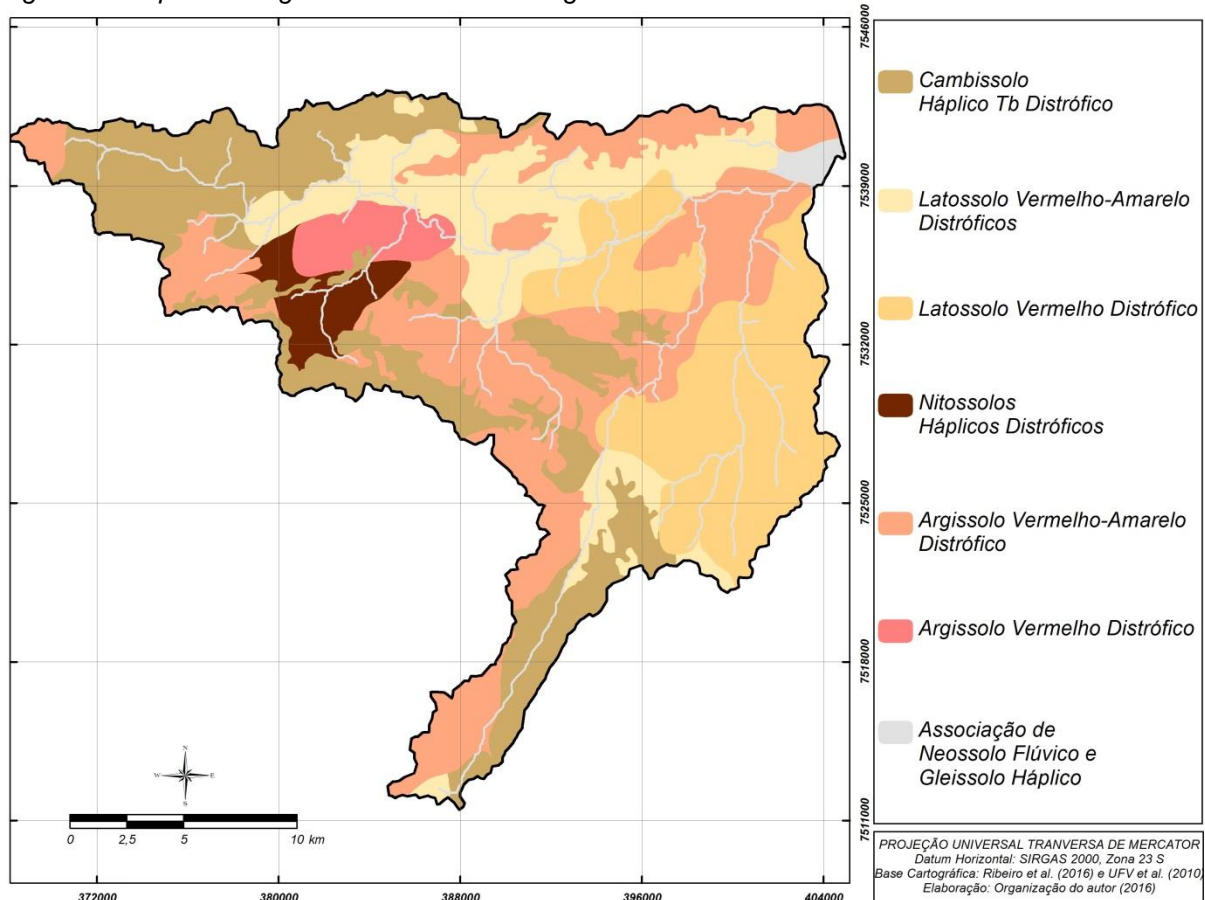 7546000
7539000
7532000
7525000
7518000
7511000
372000
380000
388000
396000
404000
N
W
E
S
0
2,5
5
10 km
Cambissolo
Háplico Tb Distrófico
Latossolo Vermelho-Amarelo
Distróficos
Latossolo Vermelho Distrófico
Nitossolos
Háplicos Distróficos
Argissolo Vermelho-Amarelo
Distrófico
Argissolo Vermelho Distrófico
Associação de
Neossolo Flúvico e
Gleissolo Háplico
PROJEÇÃO UNIVERSAL TRANVERSA DE MERCATOR
Datum Horizontal: SIRGAS 2000, Zona 23 S
Base Cartográfica: Ribeiro et al. (2016) e UFV et al. (2010)
Elaboração: Organização do autor (2016)